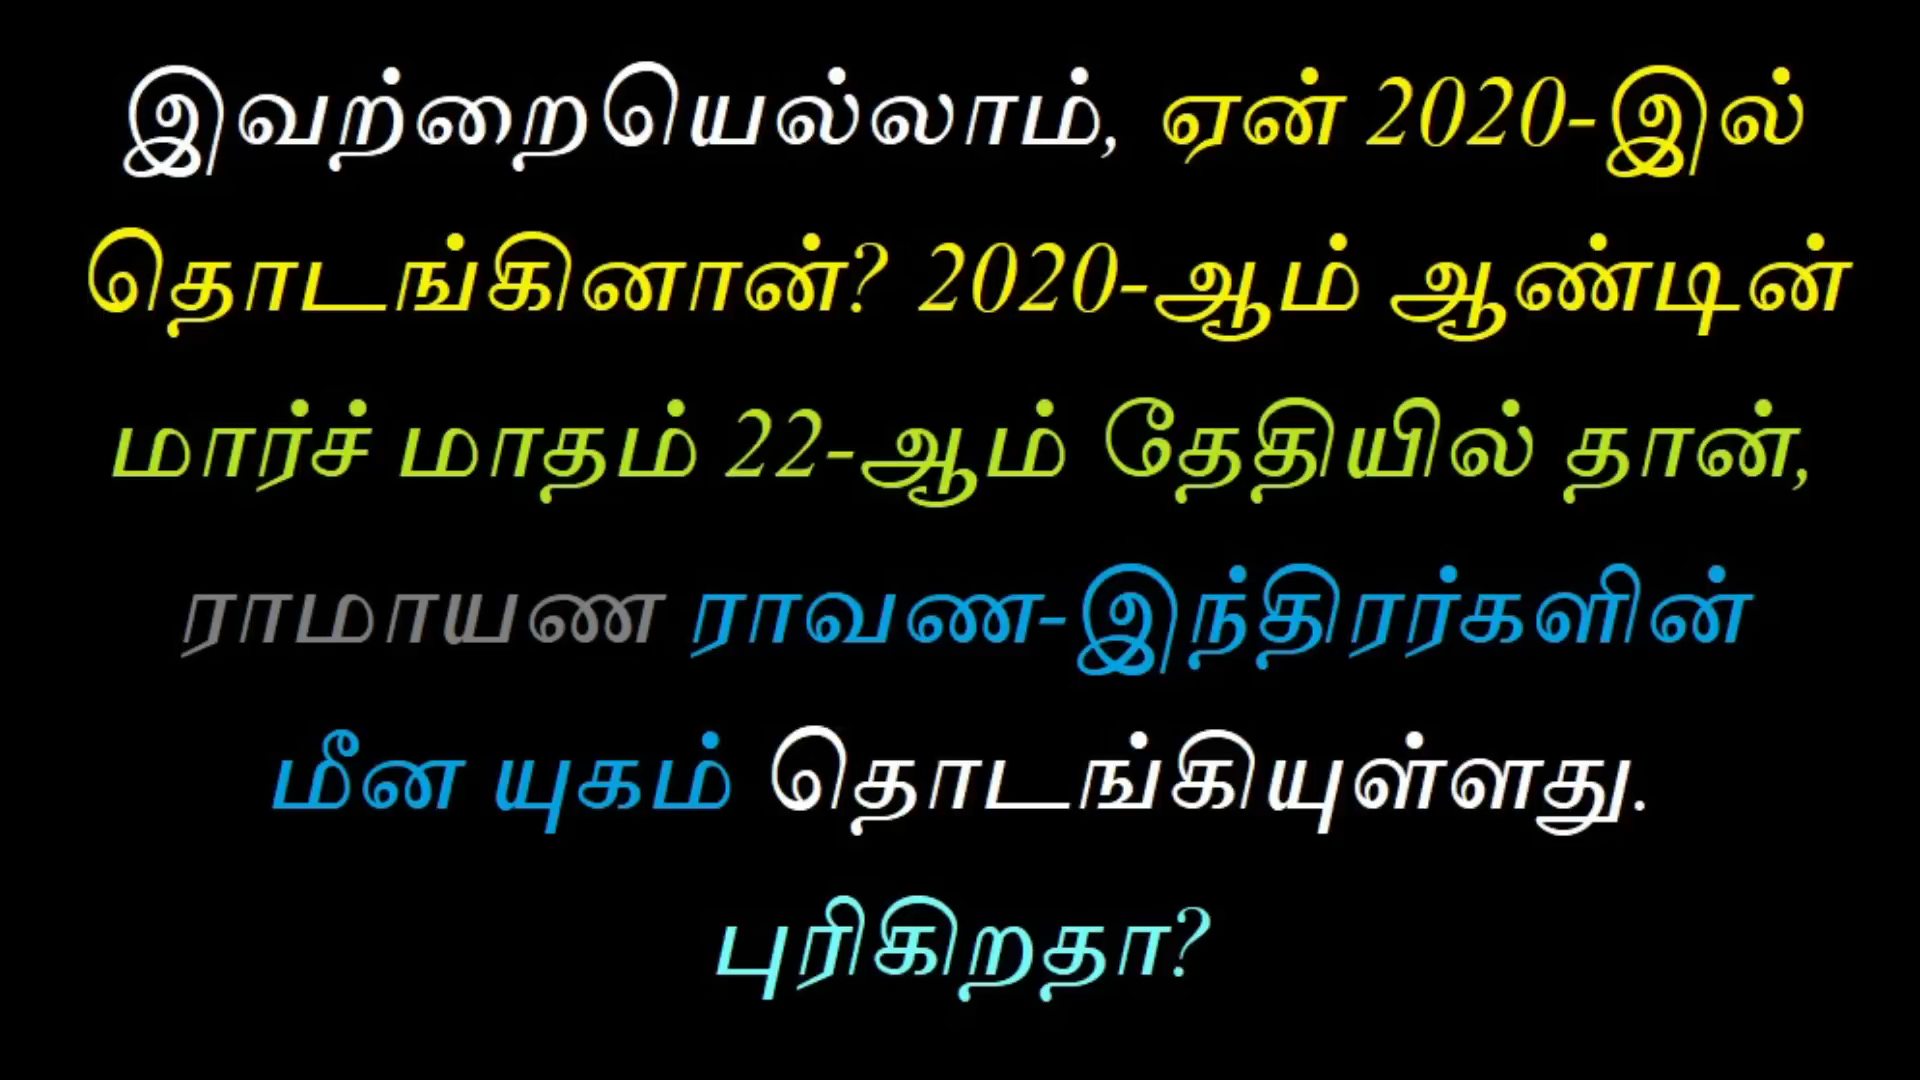 இவற்றையெல்லாம், ஏன் 2020-இல்
தொடங்கினான்? 2020-ஆம் ஆண்டின்
மார்ச் மாதம் 22-ஆம் தேதியில் தான்,
ராமாயண ராவண-இந்திரர்களின்
மீன யுகம் தொடங்கியுள்ளது.
புரிகிறதா?